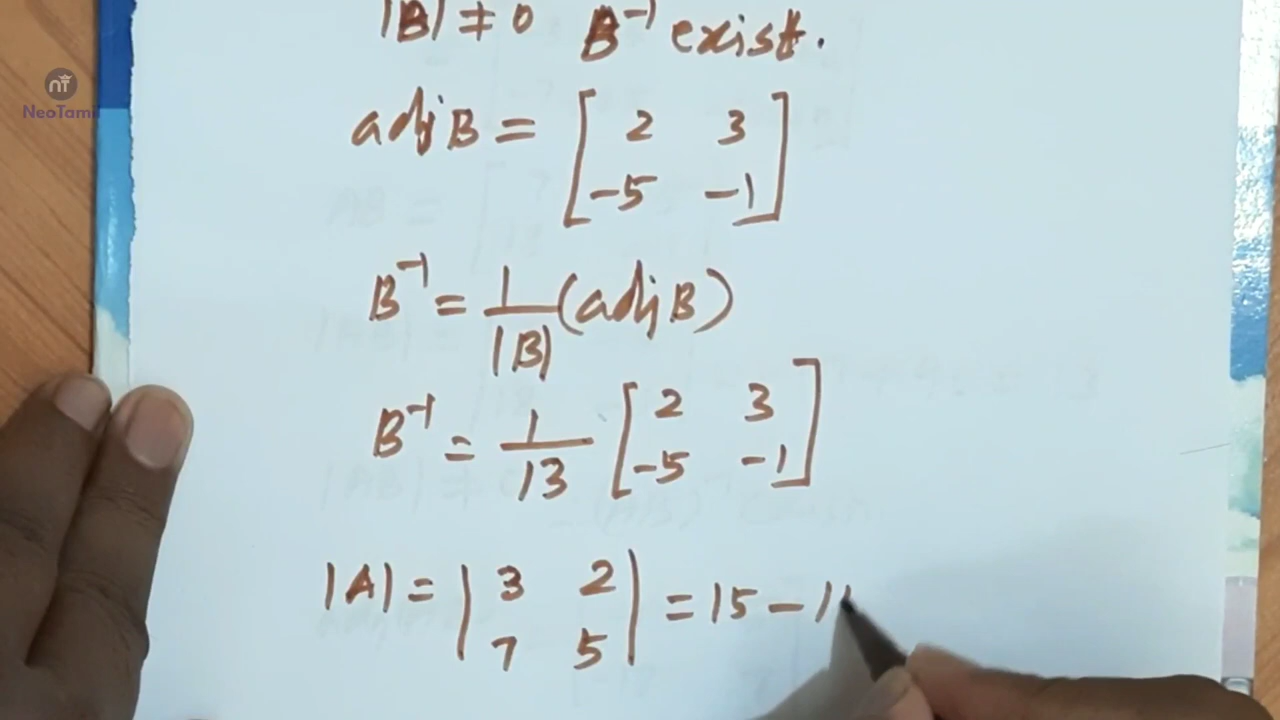 |B| ≠ 0 B⁻¹ exist.
NeoTamil
adj B = [ 2 3
-5 -1 ]
B⁻¹ = 1/|B| (adj B)
B⁻¹ = 1/13 [ 2 3
-5 -1 ]
|A| = | 3 2
7 5 | = 15 - 1